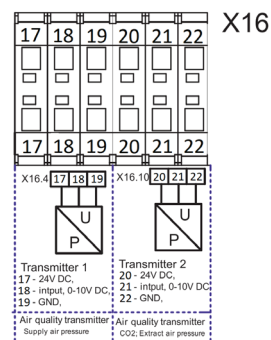 X16
17 18 19 20 21 22
17 18 19 20 21 22
X16.4 17 18 19
X16.10 20 21 22
U
P
U
P
Transmitter 1
17 - 24V DC,
18 - intput, 0-10V DC
19 - GND,
Transmitter 2
20 - 24V DC,
21 - intput, 0-10V DC
22 - GND,
Air quality transmitter
Supply air pressure
Air quality transmitter
CO2; Extract air pressure